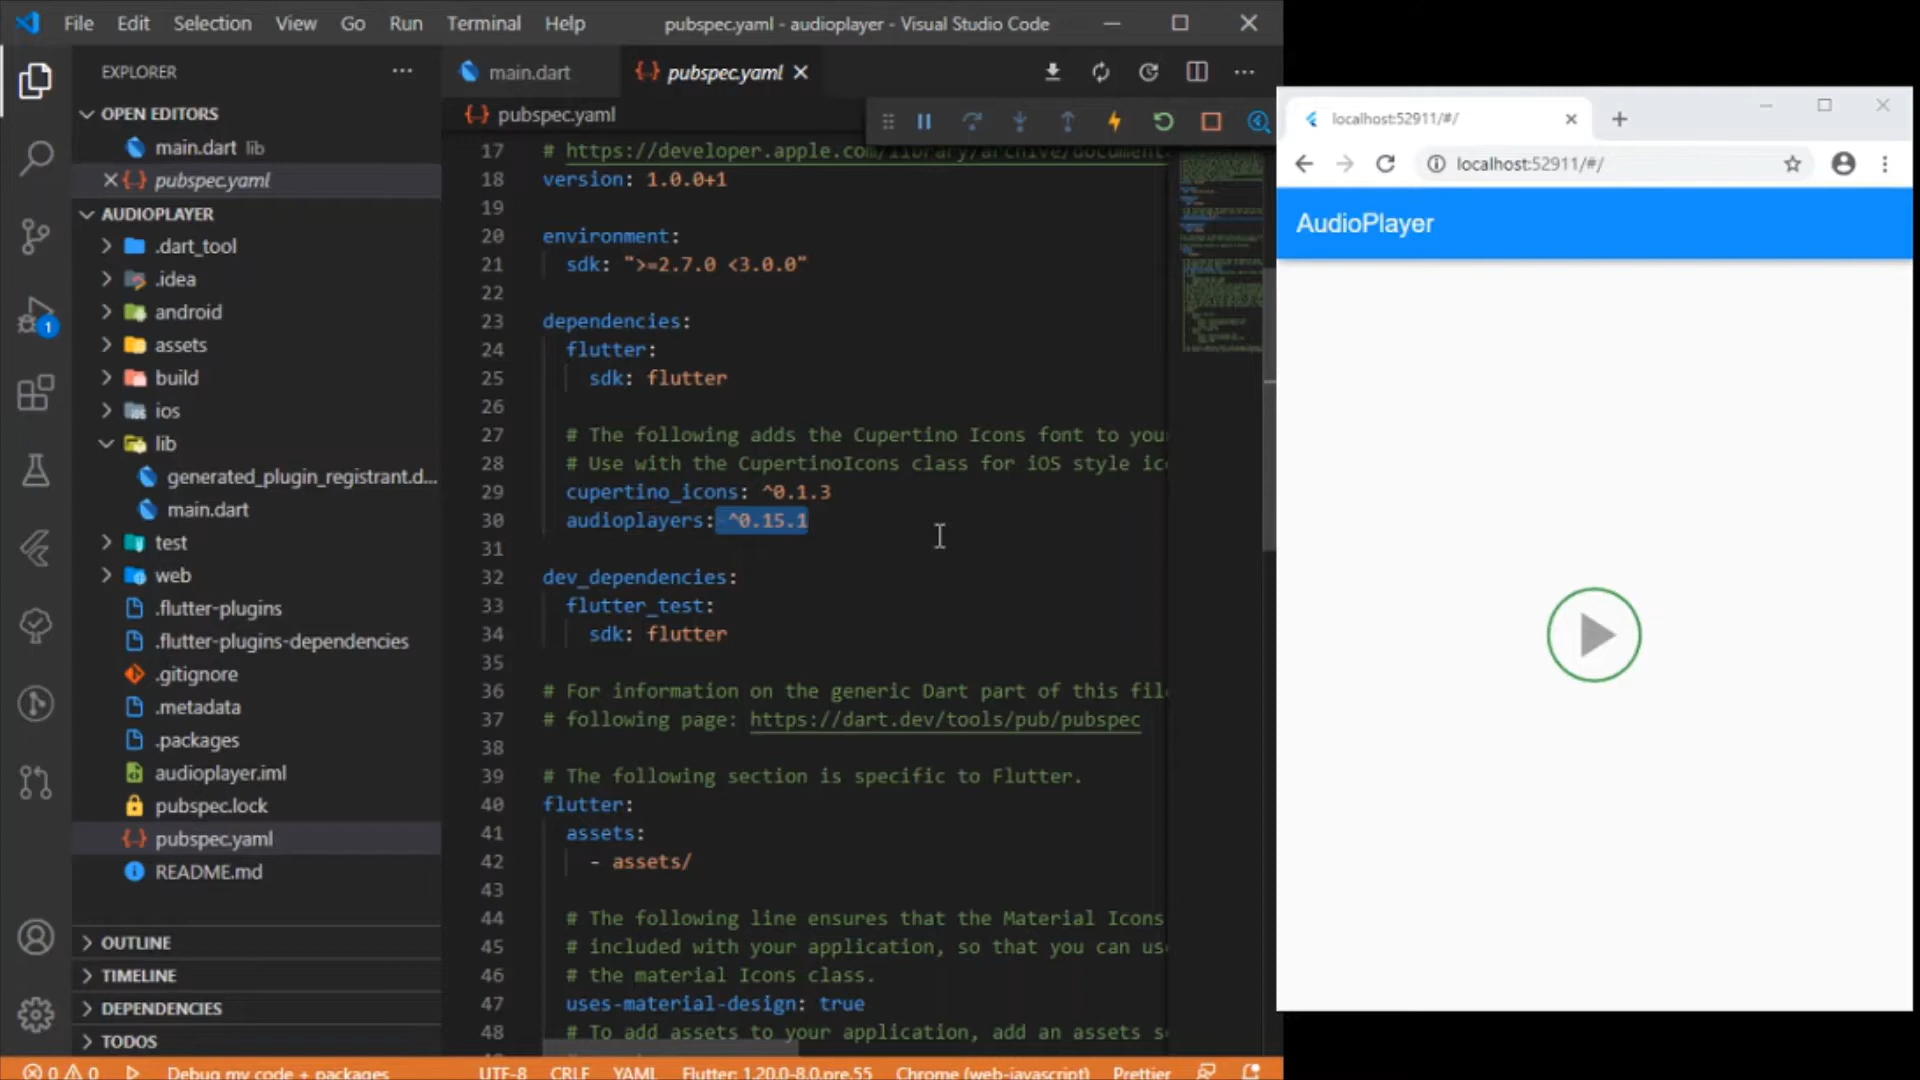 File Edit Selection View Go Run Terminal Help
pubspec.yaml - audioplayer - Visual Studio Code
EXPLORER
OPEN EDITORS
main.dart lib
pubspec.yaml
AUDIOPLAYER
.dart_tool
.idea
android
assets
build
ios
lib
generated_plugin_registrant.d...
main.dart
test
web
.flutter-plugins
.flutter-plugins-dependencies
.gitignore
.metadata
.packages
audioplayer.iml
pubspec.lock
pubspec.yaml
README.md
OUTLINE
TIMELINE
DEPENDENCIES
TODOS
1
main.dart
pubspec.yaml
pubspec.yaml
17 # https://developer.apple.com/library/archive/document
18 version: 1.0.0+1
19
20 environment:
21 sdk: ">=2.7.0 <3.0.0"
22
23 dependencies:
24 flutter:
25 sdk: flutter
26
27 # The following adds the Cupertino Icons font to you
28 # Use with the CupertinoIcons class for iOS style ic
29 cupertino_icons: ^0.1.3
30 audioplayers: ^0.15.1
31
32 dev_dependencies:
33 flutter_test:
34 sdk: flutter
35
36 # For information on the generic Dart part of this fil
37 # following page: https://dart.dev/tools/pub/pubspec
38
39 # The following section is specific to Flutter.
40 flutter:
41 assets:
42 - assets/
43
44 # The following line ensures that the Material Icons
45 # included with your application, so that you can us
46 # the material Icons class.
47 uses-material-design: true
48 # To add assets to your application, add an assets s
0 0 Debug my code + packages UTF-8 CRLF YAML Flutter: 1.20.0-8.0.pre.55 Chrome (web-javascript) Prettier
localhost:52911/#/
localhost:52911/#/
AudioPlayer